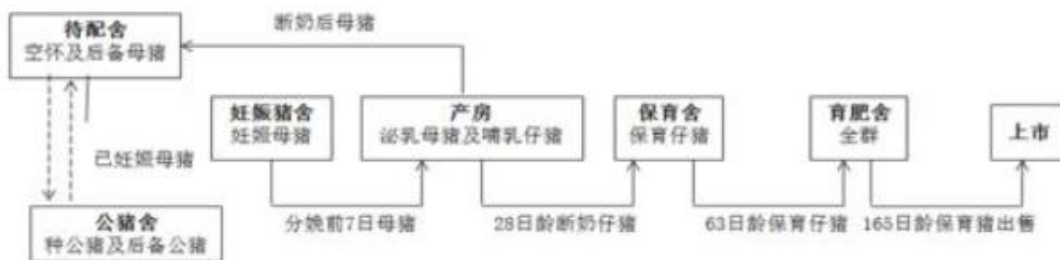 待配舍
空怀及后备母猪
断奶后母猪
妊娠猪舍
妊娠母猪
产房
泌乳母猪及哺乳仔猪
保育舍
保育仔猪
育肥舍
全群
上市
已妊娠母猪
分娩前7日母猪
28日龄断奶仔猪
63日龄保育仔猪
165日龄保育猪出售
公猪舍
种公猪及后备公猪